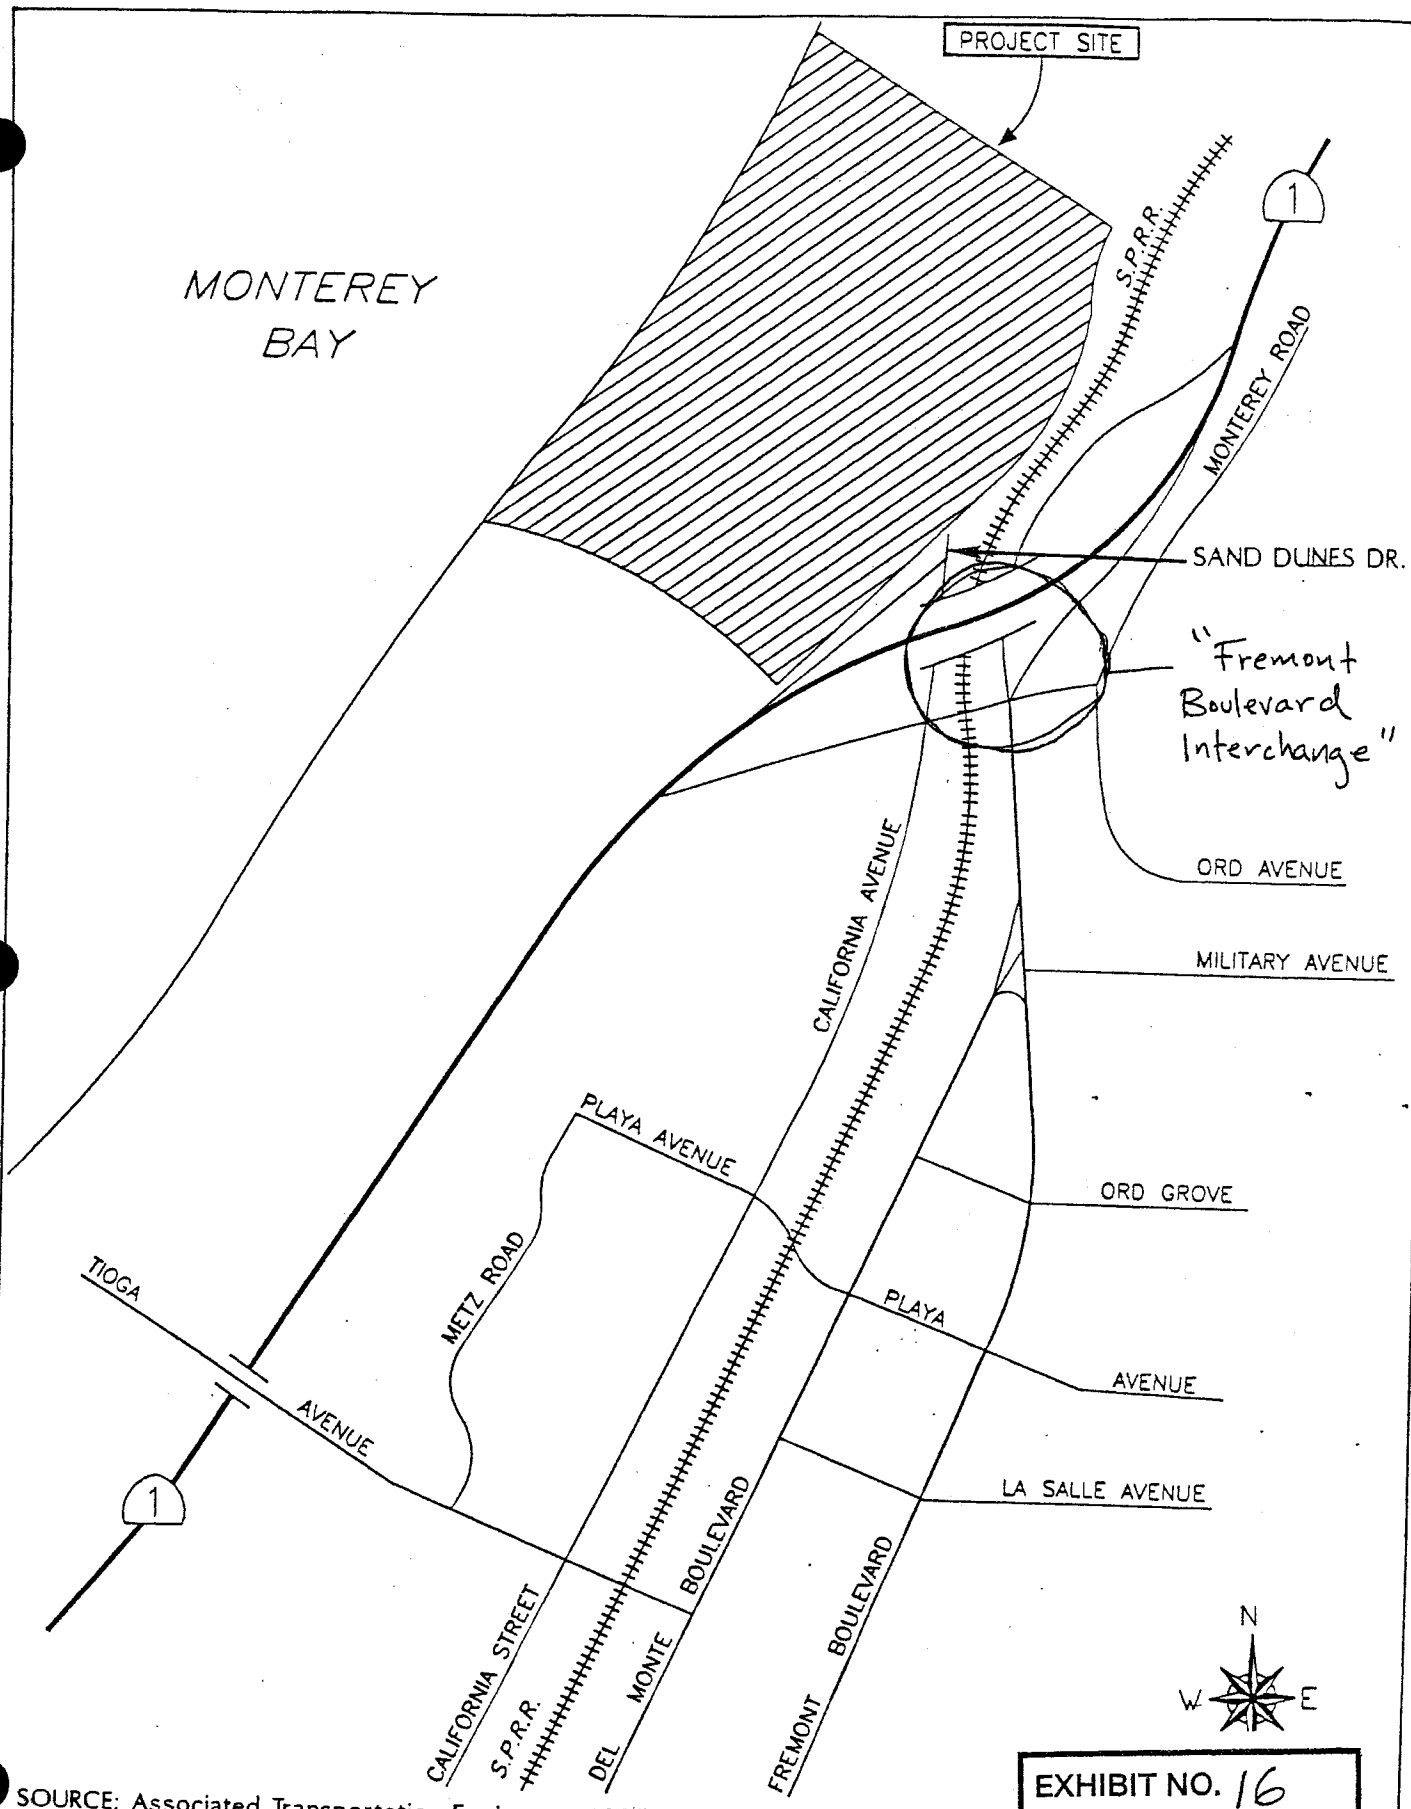 PROJECT SITE
1
S.P.R.R.
MONTEREY
BAY
MONTEREY ROAD
SAND DUNES DR.
"Fremont
Boulevard
Interchange"
CALIFORNIA AVENUE
ORD AVENUE
MILITARY AVENUE
PLAYA AVENUE
ORD GROVE
METZ ROAD
TIOGA
AVENUE
PLAYA
AVENUE
LA SALLE AVENUE
1
CALIFORNIA STREET
S.P.R.R.
DEL MONTE BOULEVARD
FREMONT BOULEVARD
N
W E
EXHIBIT NO. 16
SOURCE: Associated Transportation